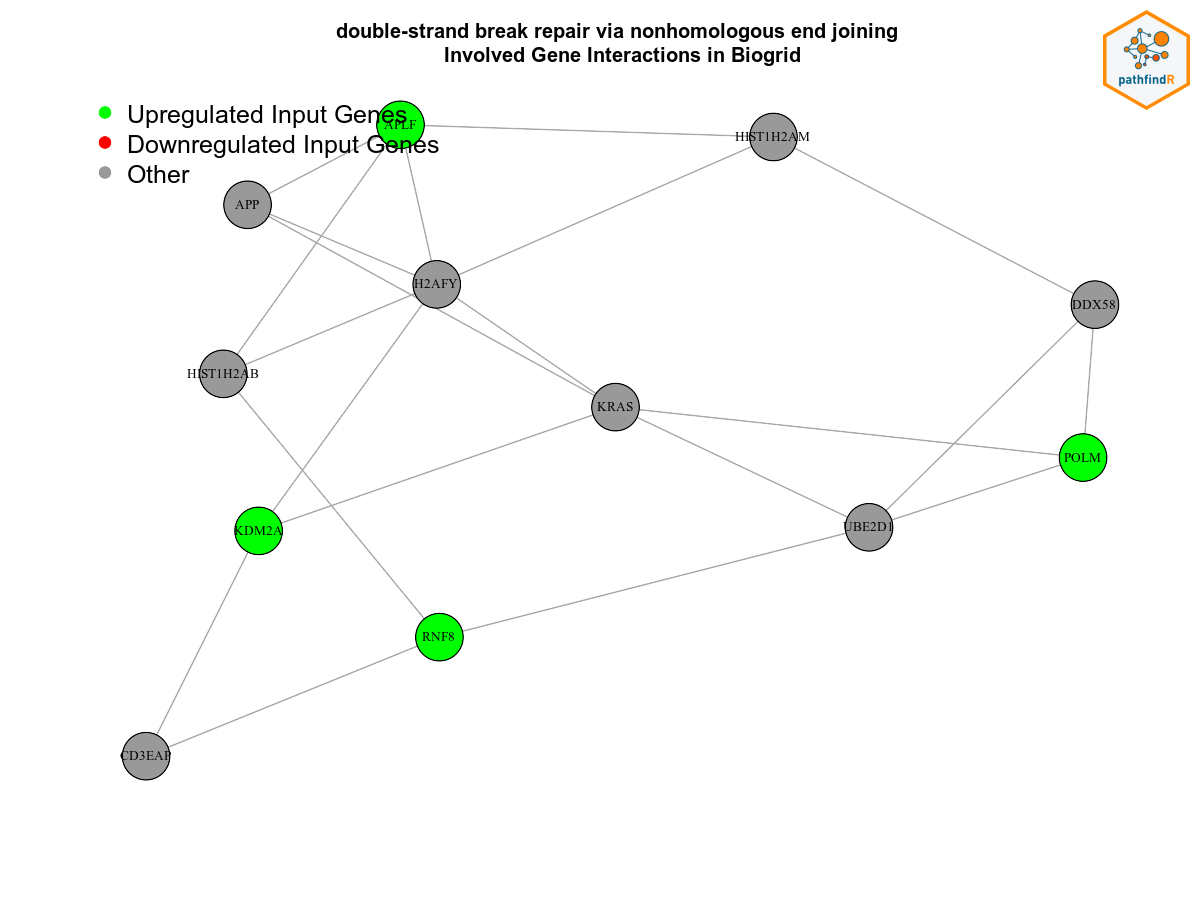 double-strand break repair via nonhomologous end joining
Involved Gene Interactions in Biogrid
pathfindR
Upregulated Input Genes
Downregulated Input Genes
Other
APLF
HIST1H2AM
APP
H2AFY
DDX58
HIST1H2AB
KRAS
POLM
KDM2A
UBE2D1
RNF8
CD3EAP